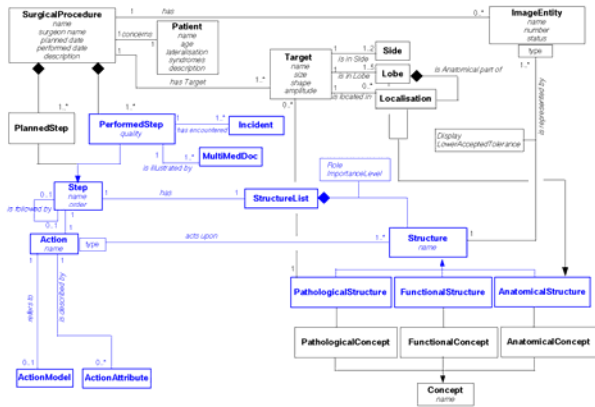 SurgicalProcedure
name
surgeon name
planned date
performed date
description
1
has
0..*
ImageEntity
name
number
status
type
1..*
1
concerns
1
Patient
name
age
lateralisation
syndromes
description
1
has Target
1..*
Target
name
size
shape
amplitude
0..*
1
1..2
is in Side
Side
1
1..5
is in Lobe
Lobe
1
0..*
is located in
Localisation
is Anatomical part of
is represented by
Display
LowerAcceptedTolerance
1..*
1..*
PlannedStep
PerformedStep
quality
1
1..*
has encountered
Incident
1
1..*
is illustrated by
MultiMedDoc
Role
ImportanceLevel
Step
name
order
0..1
is followed by
0..1
1
has
1
StructureList
1
1
Action
name
type
acts upon
1..*
Structure
name
1
1
1
refers to
is described by
PathologicalStructure
FunctionalStructure
AnatomicalStructure
PathologicalConcept
FunctionalConcept
AnatomicalConcept
0..1
0..*
ActionModel
ActionAttribute
Concept
name